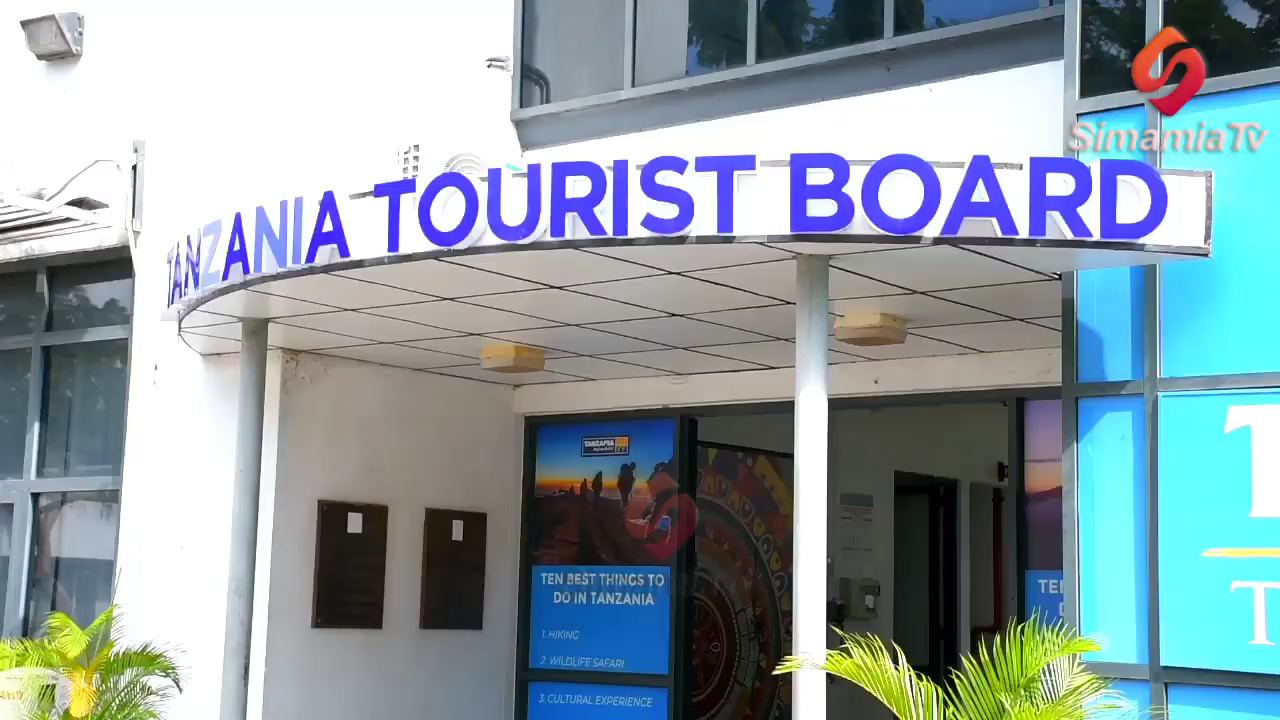 SimamiaTv
TANZANIA TOURIST BOARD
TANZANIA
TEN BEST THINGS TO
DO IN TANZANIA
1. HIKING
2. WILDLIFE SAFARI
3. CULTURAL EXPERIENCE
TE
T
T